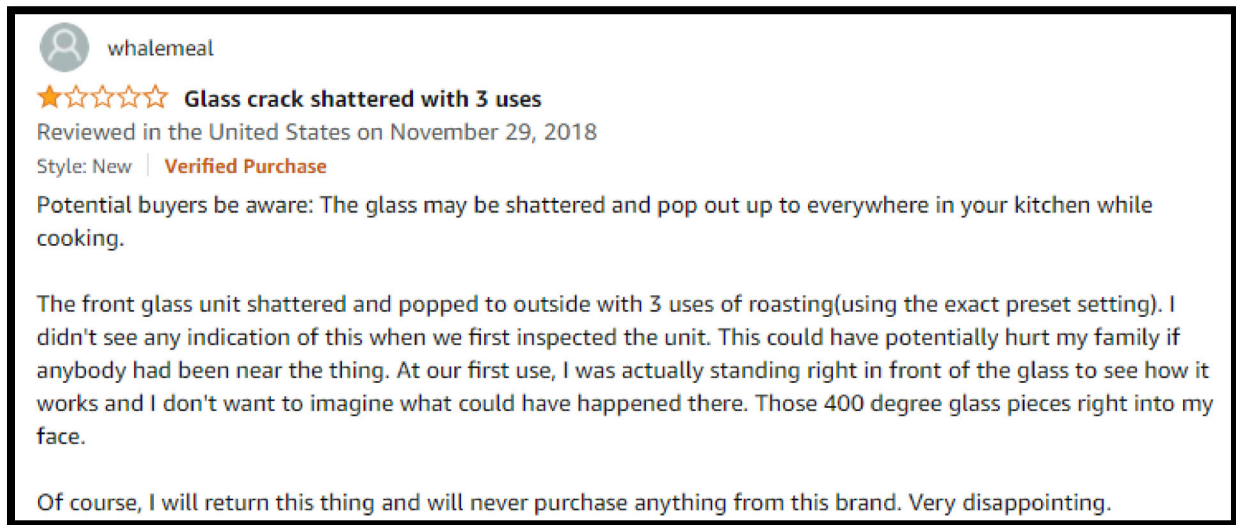 whalemeal
Glass crack shattered with 3 uses
Reviewed in the United States on November 29, 2018
Style: New | Verified Purchase
Potential buyers be aware: The glass may be shattered and pop out up to everywhere in your kitchen while
cooking.
The front glass unit shattered and popped to outside with 3 uses of roasting(using the exact preset setting). I
didn't see any indication of this when we first inspected the unit. This could have potentially hurt my family if
anybody had been near the thing. At our first use, I was actually standing right in front of the glass to see how it
works and I don't want to imagine what could have happened there. Those 400 degree glass pieces right into my
face.
Of course, I will return this thing and will never purchase anything from this brand. Very disappointing.